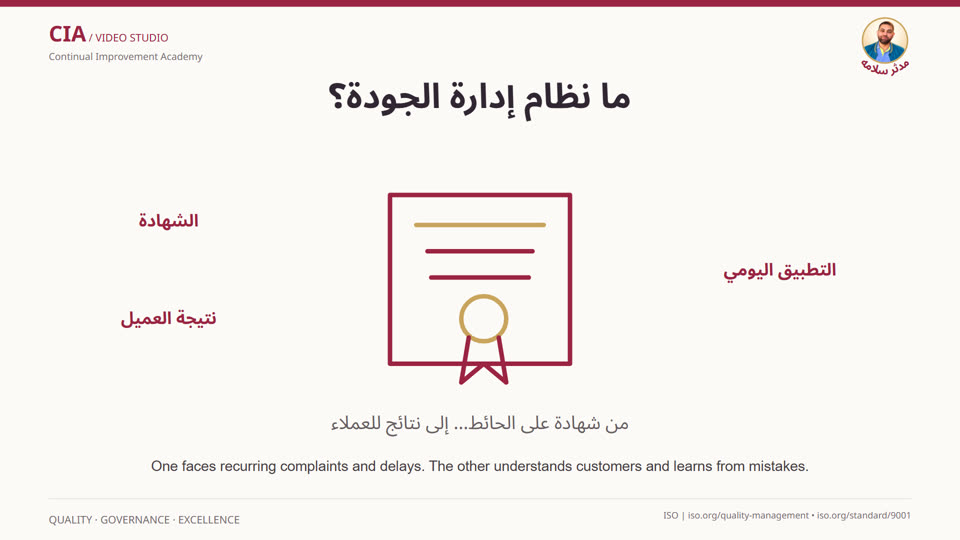 CIA / VIDEO STUDIO
Continual Improvement Academy
مدثر سلامه
ما نظام إدارة الجودة؟
الشهادة
التطبيق اليومي
نتيجة العميل
من شهادة على الحائط... إلى نتائج للعملاء
One faces recurring complaints and delays. The other understands customers and learns from mistakes.
QUALITY · GOVERNANCE · EXCELLENCE
ISO | iso.org/quality-management • iso.org/standard/9001